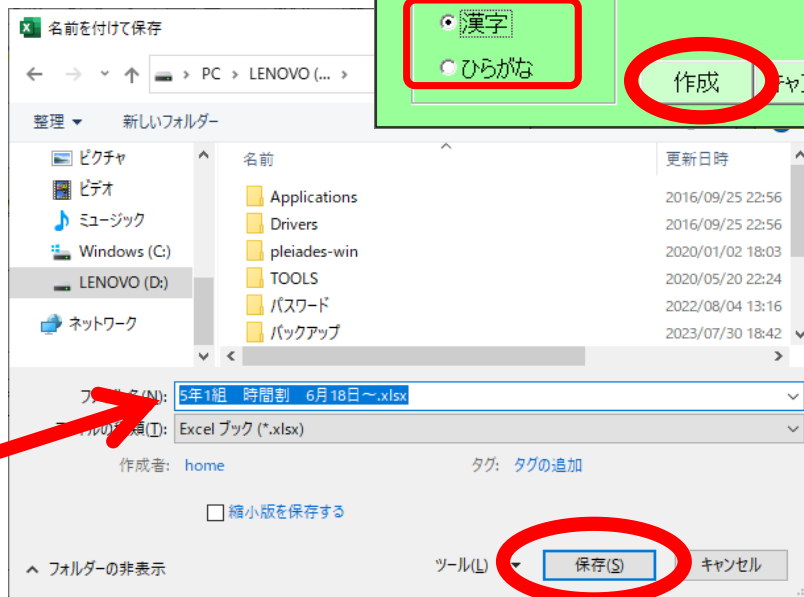 名前を付けて保存
漢字
ひらがな
作成
PC › LENOVO (... ›
整理 新しいフォルダー
名前 更新日時
ピクチャ
ビデオ
ミュージック
Windows (C:)
LENOVO (D:)
ネットワーク
Applications 2016/09/25 22:56
Drivers 2016/09/25 22:56
pleiades-win 2020/01/02 18:03
TOOLS 2020/05/20 22:24
パスワード 2022/08/04 13:16
バックアップ 2023/07/30 18:42
(N): 5年1組　時間割　6月18日～.xlsx
(T): Excel ブック (*.xlsx)
作成者: home タグ: タグの追加
縮小版を保存する
フォルダーの非表示 ツール(L) 保存(S) キャンセル